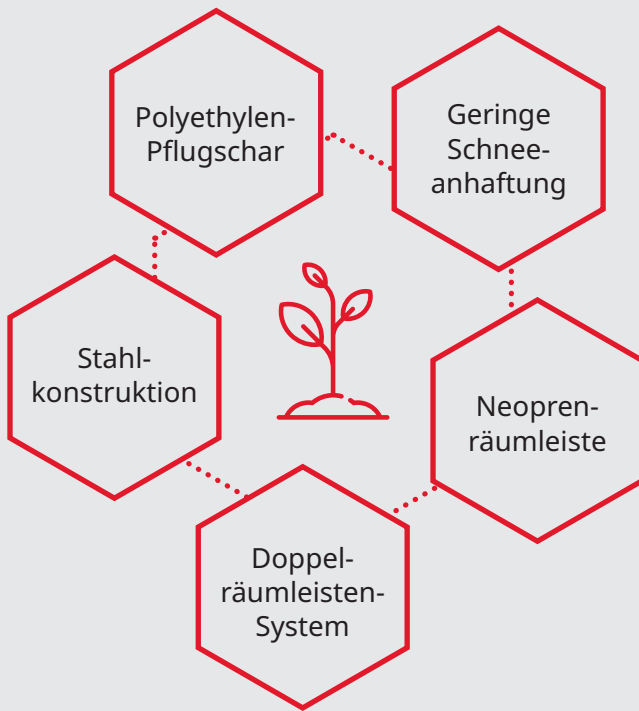 Polyethylen-
Pflugschar
Geringe
Schnee-
anhaftung
Stahl-
konstruktion
Neopren-
räumleiste
Doppel-
räumleisten-
System